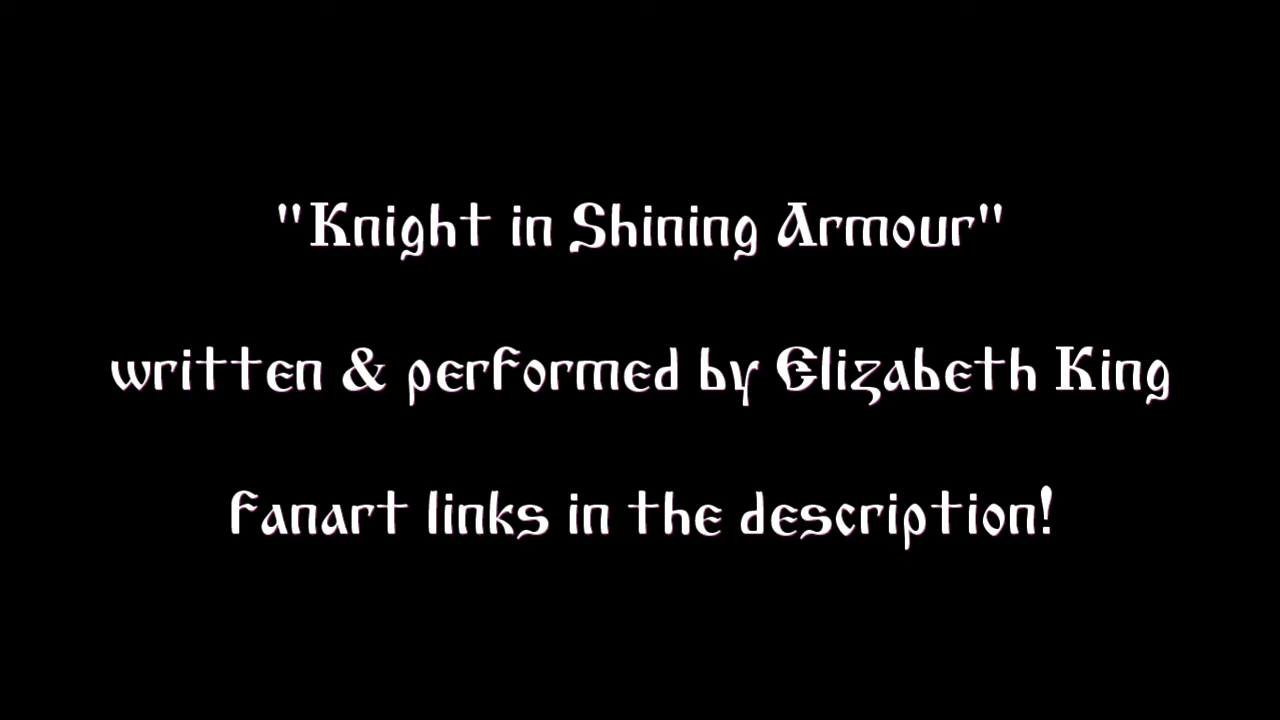 "Knight in Shining Armour"
written & performed by Elizabeth King
fanart links in the description!